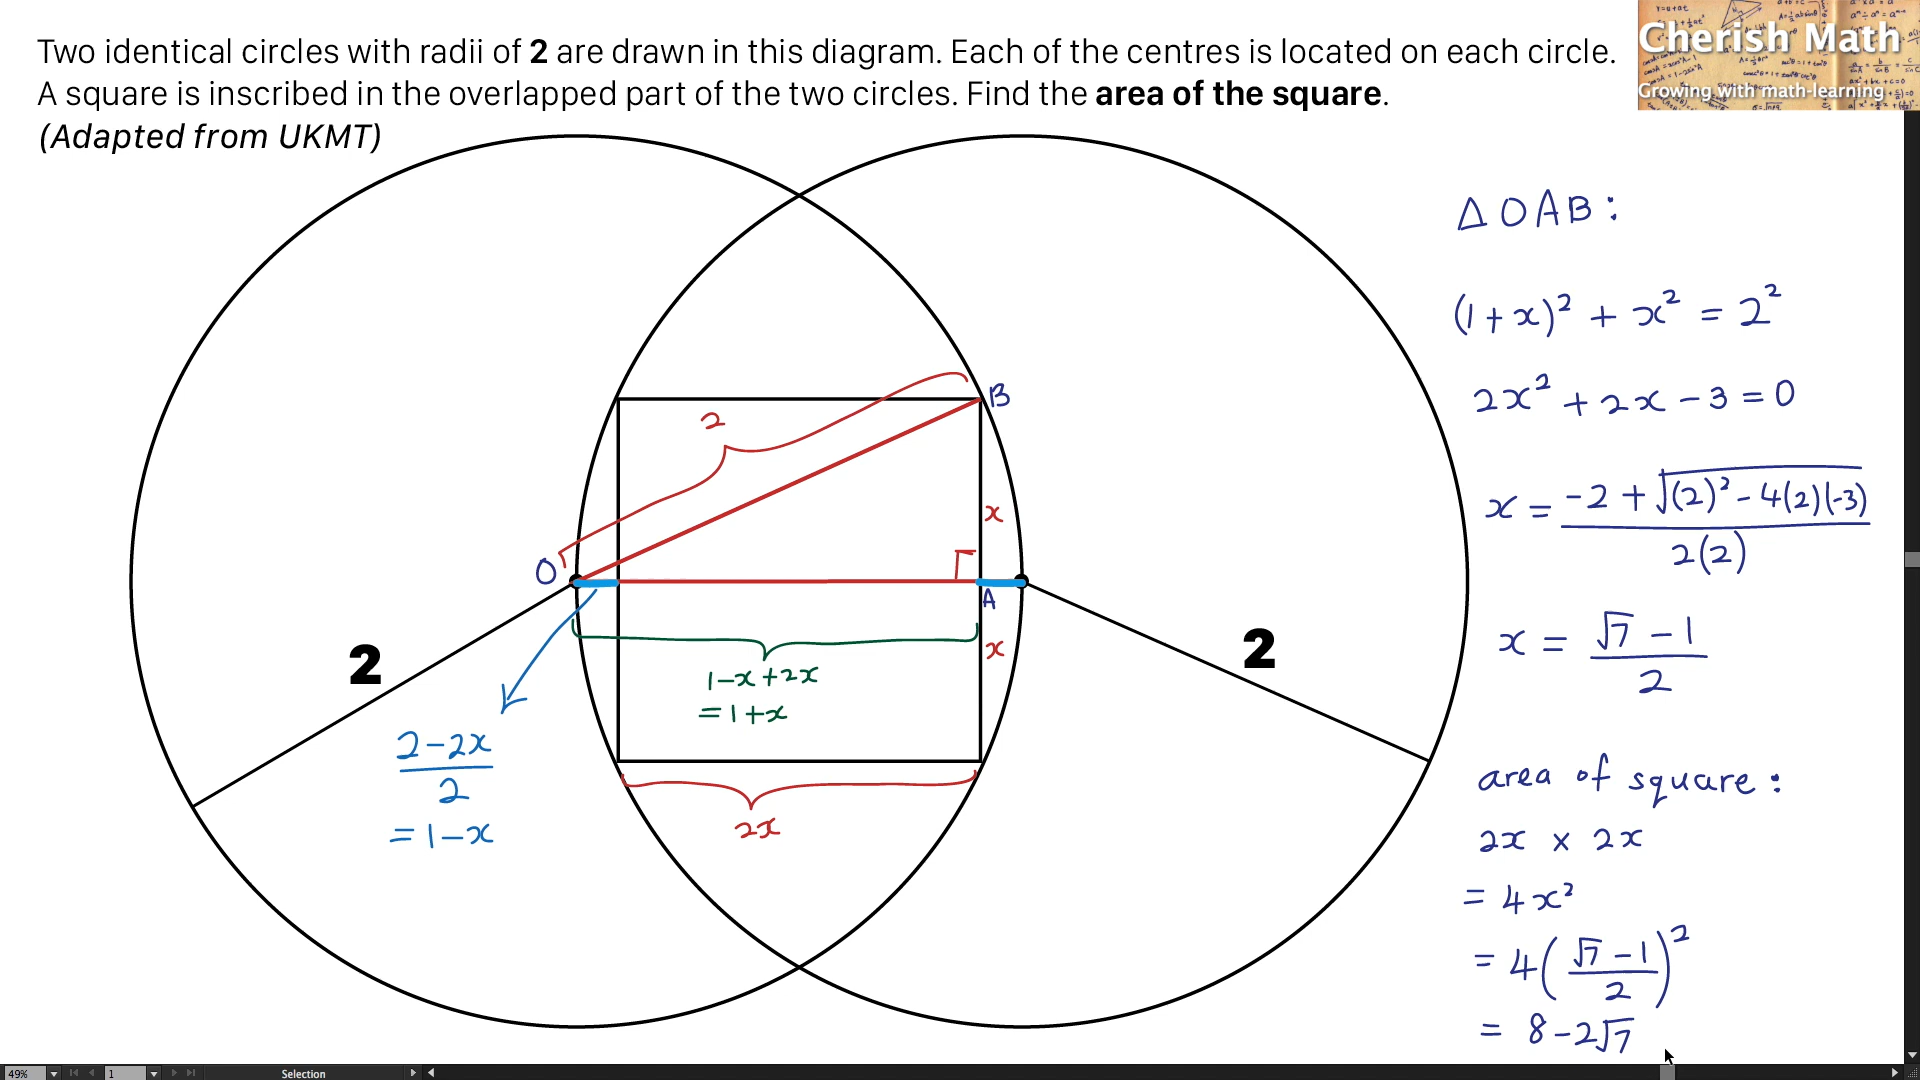 Two identical circles with radii of 2 are drawn in this diagram. Each of the centres is located on each circle.
A square is inscribed in the overlapped part of the two circles. Find the area of the square.
(Adapted from UKMT)
Cherish Math
Growing with math-learning
△OAB:
(1+x)² + x² = 2²
2x² + 2x - 3 = 0
x = (-2 + √((2)² - 4(2)(-3))) / 2(2)
x = (√7 - 1) / 2
area of square:
2x × 2x
= 4x²
= 4((√7 - 1) / 2)²
= 8 - 2√7
B
2
x
O
A
x
1-x+2x
= 1+x
2
2
(2-2x) / 2
= 1-x
2x
49%
1
Selection